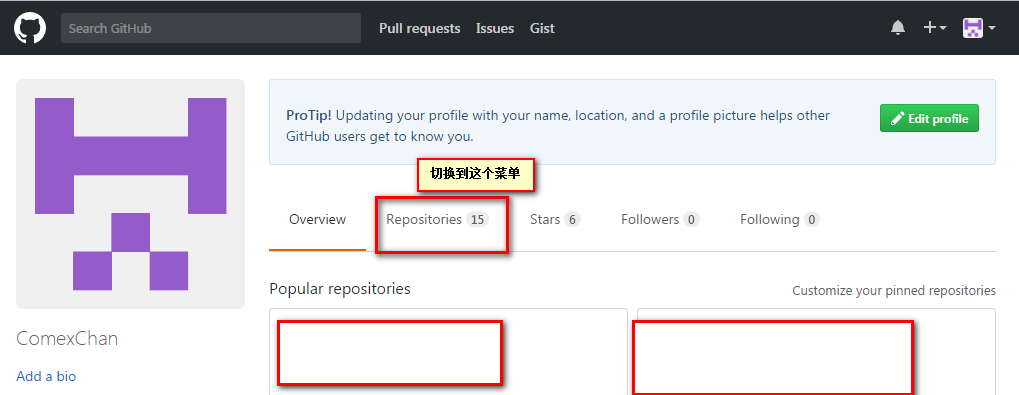 Search GitHub Pull requests Issues Gist
ProTip! Updating your profile with your name, location, and a profile picture helps other
GitHub users get to know you.
Edit profile
切换到这个菜单
Overview Repositories 15 Stars 6 Followers 0 Following 0
Popular repositories
Customize your pinned repositories
ComexChan
Add a bio